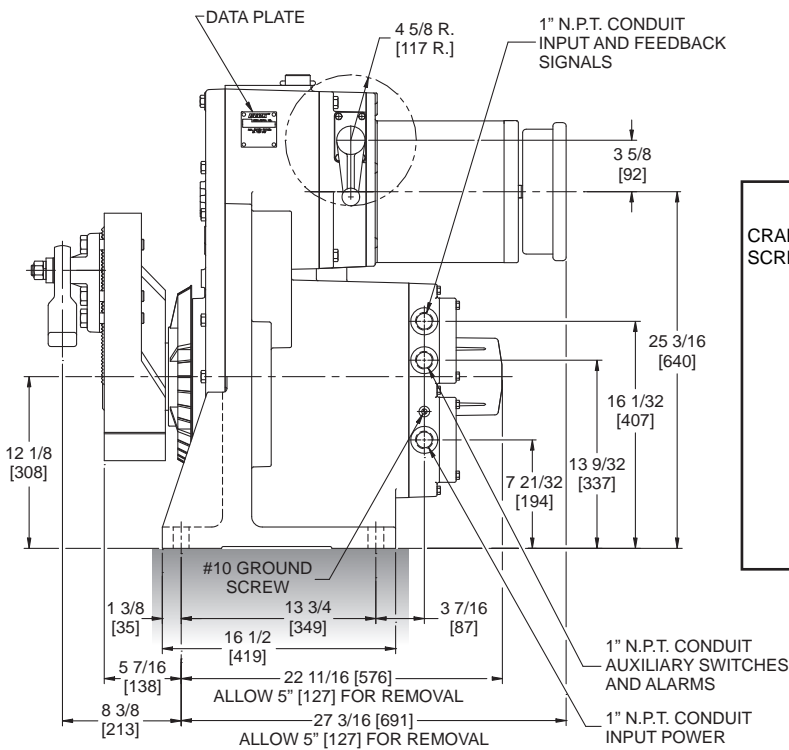 DATA PLATE
4 5/8 R.
[117 R.]
1" N.P.T. CONDUIT
INPUT AND FEEDBACK
SIGNALS
3 5/8
[92]
25 3/16
[640]
16 1/32
[407]
13 9/32
[337]
7 21/32
[194]
12 1/8
[308]
#10 GROUND
SCREW
1 3/8
[35]
13 3/4
[349]
3 7/16
[87]
16 1/2
[419]
5 7/16
[138]
22 11/16 [576]
ALLOW 5" [127] FOR REMOVAL
8 3/8
[213]
27 3/16 [691]
ALLOW 5" [127] FOR REMOVAL
1" N.P.T. CONDUIT
AUXILIARY SWITCHES
AND ALARMS
1" N.P.T. CONDUIT
INPUT POWER